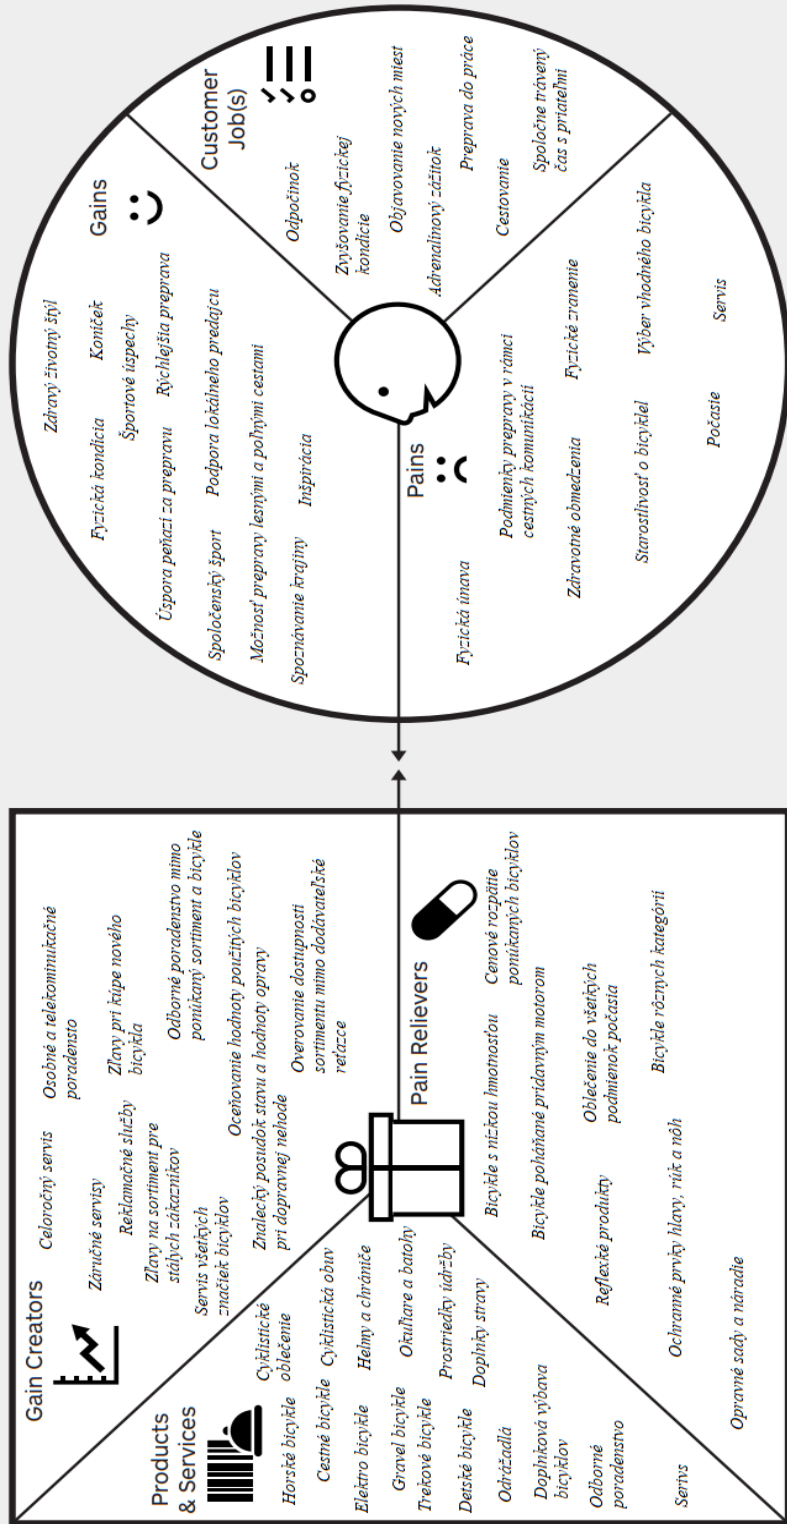 Gain Creators
Celoročný servis
Osobné a telekomimukačné
poradensto
Záručné servisy
Reklamačné služby
Zľavy pri kúpe nového
bicykla
Zľavy na sortiment pre
stálych zákazníkov
Odborné poradenstvo mimo
ponúkaný sortiment a bicykle
Servis všetkých
značiek bicyklov
Oceňovanie hodnoty použitých bicyklov
Znalecký posudok stavu a hodnoty opravy
pri dopravnej nehode
Overovanie dostupnosti
sortimentu mimo dodávateľské
reťazce
Products
& Services
Cyklistické
oblečenie
Horské bicykle
Cyklistická obuv
Cestné bicykle
Helmy a chrániče
Elektro bicykle
Okuliare a batohy
Gravel bicykle
Prostriedky údržby
Trekové bicykle
Doplnky stravy
Detské bicykle
Odrážadlá
Doplnková výbava
bicyklov
Odborné
poradenstvo
Serivs
Pain Relievers
Bicykle s nízkou hmotnosťou
Cenové rozpätie
ponúkaných bicyklov
Bicykle poháňané prídavným motorom
Reflexké produkty
Oblečenie do všetkých
podmienok počasia
Bicykle rôznych kategórií
Ochranné prvky hlavy, rúk a nôh
Opravné sady a náradie
Gains
Zdravý životný štýl
Fyzická kondícia
Koníček
Športové úspechy
Úspora peňazí za prepravu
Rýchlejšia preprava
Spoločenský šport
Podpora lokálneho predajcu
Možnosť prepravy lesnými a poľnými cestami
Spoznávanie krajiny
Inšpirácia
Customer
Job(s)
Odpočinok
Zvyšovanie fyzickej
kondície
Objavovanie nových miest
Adrenalínový zážitok
Preprava do práce
Cestovanie
Spoločne trávený
čas s priateľmi
Pains
Fyzická únava
Podmienky prepravy v rámci
cestných komunikácií
Zdravotné obmedzenia
Fyzické zranenie
Starostlivosť o bicyklel
Výber vhodného bicykla
Počasie
Servis